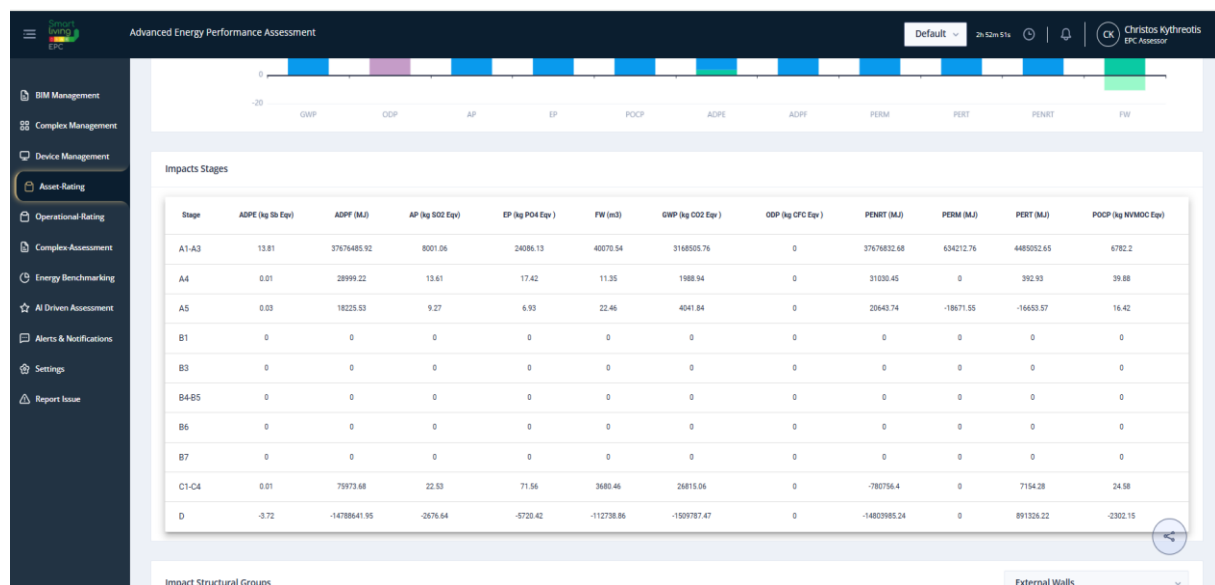 Smart living EPC
Advanced Energy Performance Assessment
Default
2h 52m 51s
CK
Christos Kythreotis
EPC Assessor
BIM Management
Complex Management
Device Management
Asset-Rating
Operational-Rating
Complex-Assessment
Energy Benchmarking
AI Driven Assessment
Alerts & Notifications
Settings
Report Issue
0
-20
GWP ODP AP EP POCP ADPE ADPF PERM PERT PENRT FW
Impacts Stages
Stage ADPE (kg Sb Eqv) ADPF (MJ) AP (kg SO2 Eqv) EP (kg PO4 Eqv ) FW (m3) GWP (kg CO2 Eqv ) ODP (kg CFC Eqv ) PENRT (MJ) PERM (MJ) PERT (MJ) POCP (kg NVMOC Eqv)
A1-A3 13.81 37676485.92 8001.06 24086.13 40070.54 3168505.76 0 37676832.68 634212.76 4485052.65 6782.2
A4 0.01 28999.22 13.61 17.42 11.35 1988.94 0 31030.45 0 392.93 39.88
A5 0.03 18225.53 9.27 6.93 22.46 4041.84 0 20643.74 -18671.55 -16653.57 16.42
B1 0 0 0 0 0 0 0 0 0 0 0
B3 0 0 0 0 0 0 0 0 0 0 0
B4-B5 0 0 0 0 0 0 0 0 0 0 0
B6 0 0 0 0 0 0 0 0 0 0 0
B7 0 0 0 0 0 0 0 0 0 0 0
C1-C4 0.01 75973.68 22.53 71.56 3680.46 26815.06 0 -780756.4 0 7154.28 24.58
D -3.72 -14788641.95 -2676.64 -5720.42 -112738.86 -1509787.47 0 -14803985.24 0 891326.22 -2302.15
Impact Structural Groups
External Walls